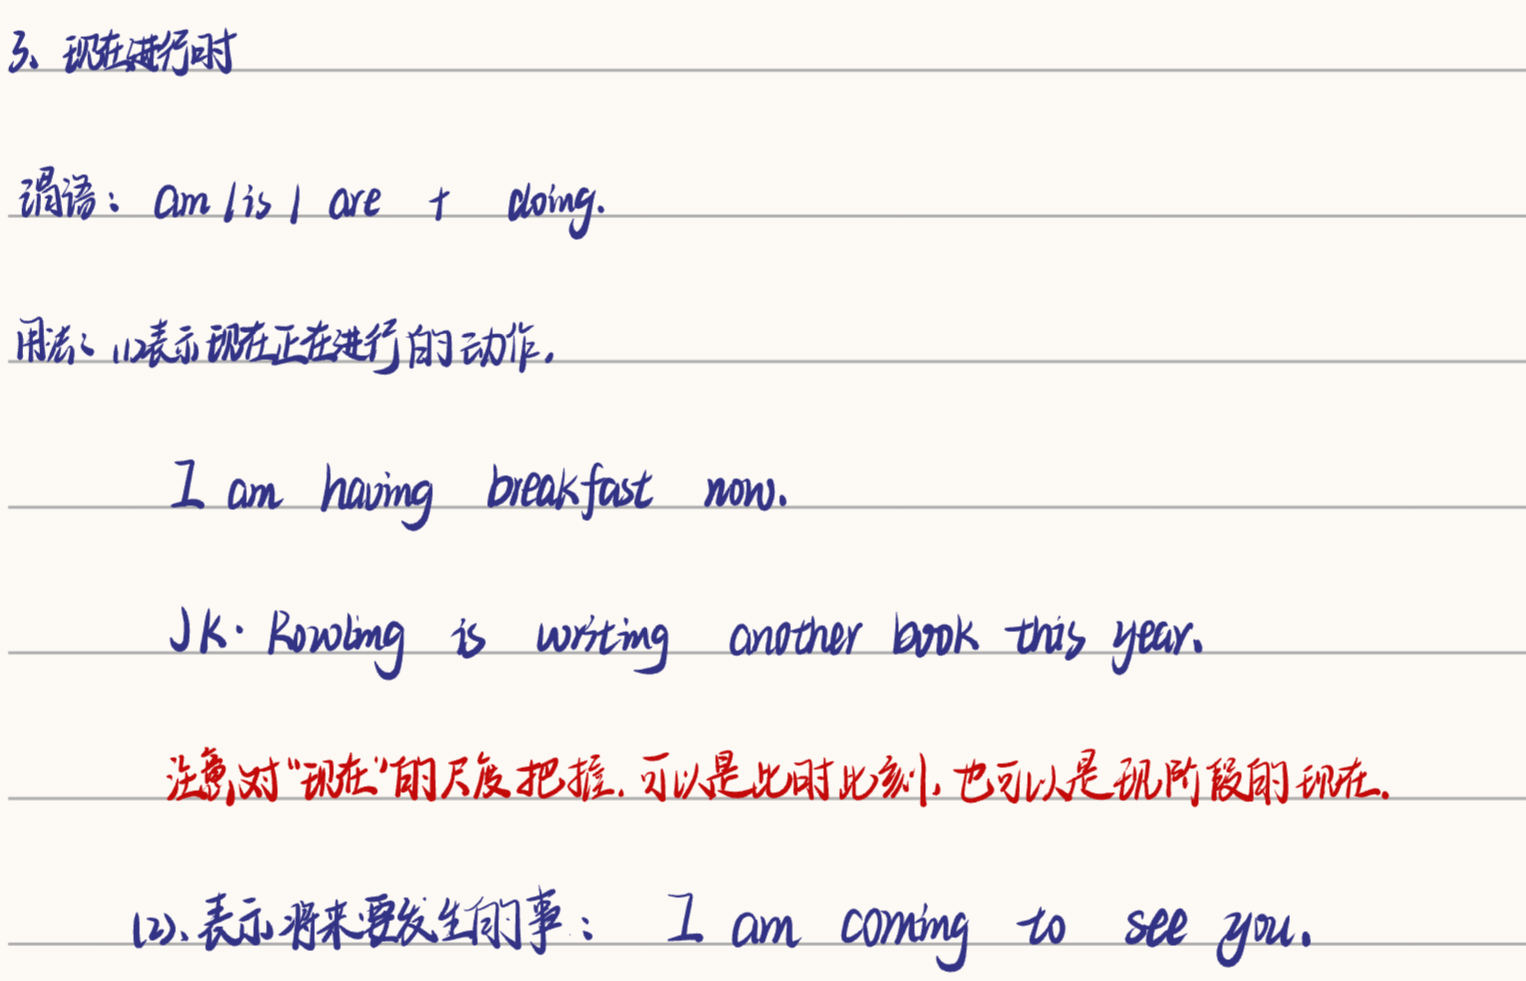 3、现在进行时
谓语：am / is / are + doing.
用法：(1)表示现在正在进行的动作.
I am having breakfast now.
JK. Rowling is writing another book this year.
注意对“现在”的尺度把握.可以是此时此刻,也可以是现阶段的现在.
(2)、表示将来要发生的事：I am coming to see you.